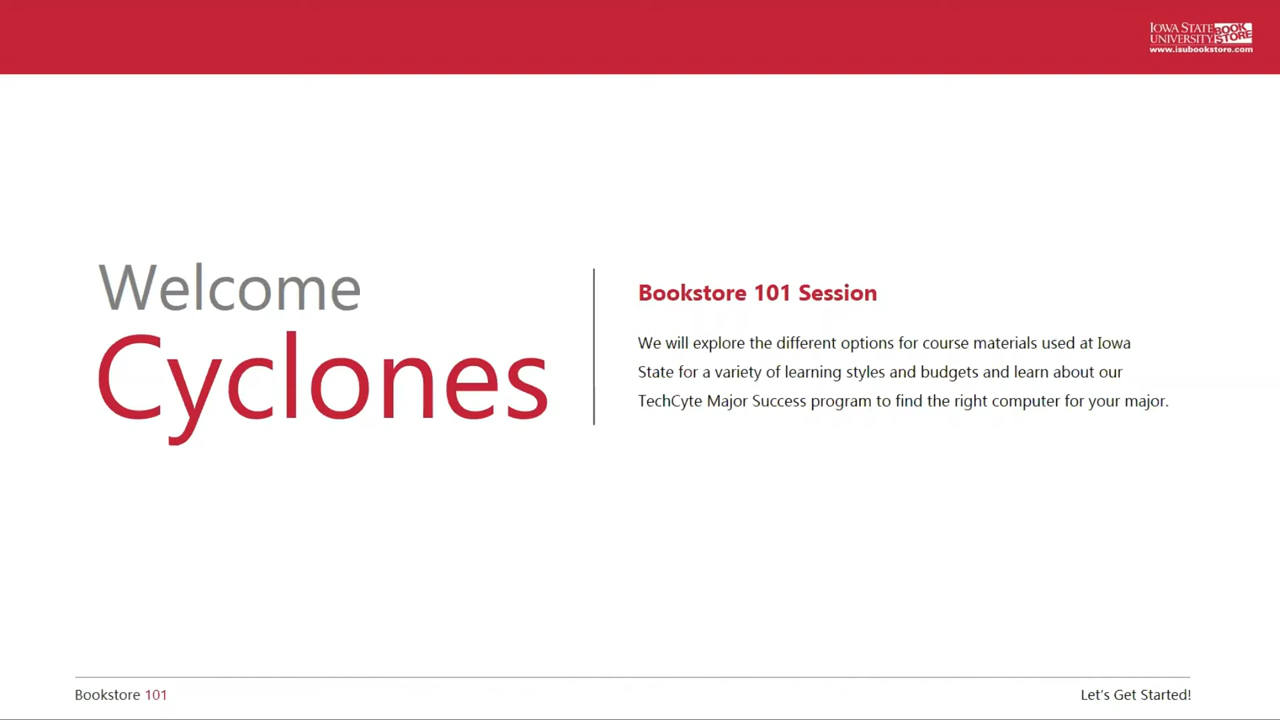 IOWA STATE
UNIVERSITY
BOOK
STORE
www.isubookstore.com
Welcome
Cyclones
Bookstore 101 Session
We will explore the different options for course materials used at Iowa
State for a variety of learning styles and budgets and learn about our
TechCyte Major Success program to find the right computer for your major.
Bookstore 101
Let's Get Started!